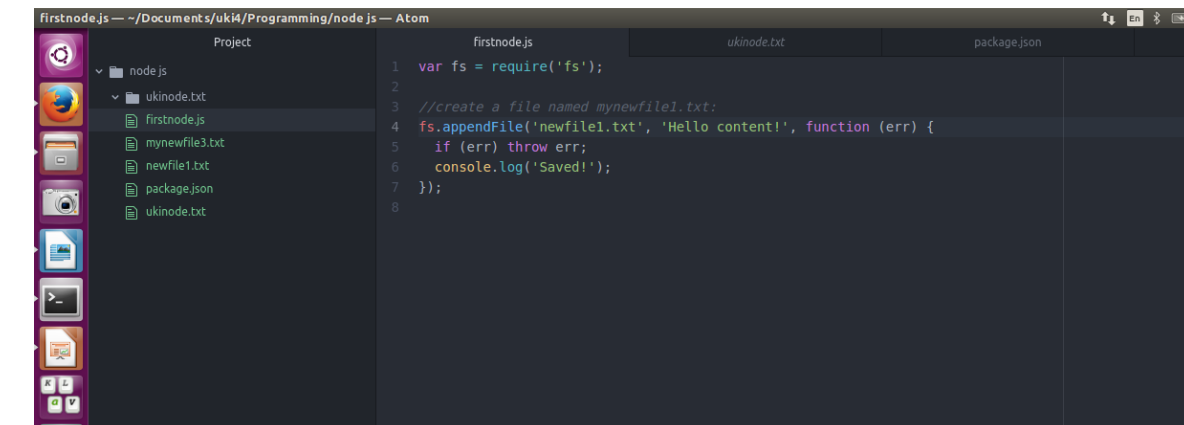 firstnode.js — ~/Documents/uki4/Programming/node js — Atom
En
Project
node js
ukinode.txt
firstnode.js
mynewfile3.txt
newfile1.txt
package.json
ukinode.txt
firstnode.js
ukinode.txt
package.json
1 var fs = require('fs');
2
3 //create a file named mynewfile1.txt:
4 fs.appendFile('newfile1.txt', 'Hello content!', function (err) {
5 if (err) throw err;
6 console.log('Saved!');
7 });
8
>_
K L
a v